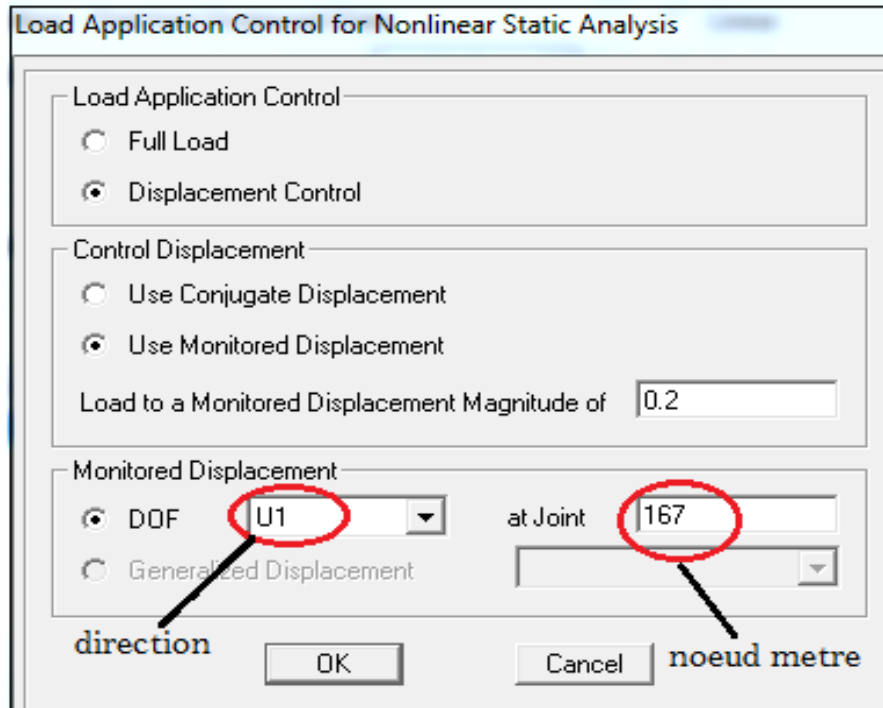 Load Application Control for Nonlinear Static Analysis
Load Application Control
Full Load
Displacement Control
Control Displacement
Use Conjugate Displacement
Use Monitored Displacement
Load to a Monitored Displacement Magnitude of 0.2
Monitored Displacement
DOF U1 at Joint 167
Generalized Displacement
direction
OK Cancel noeud metre